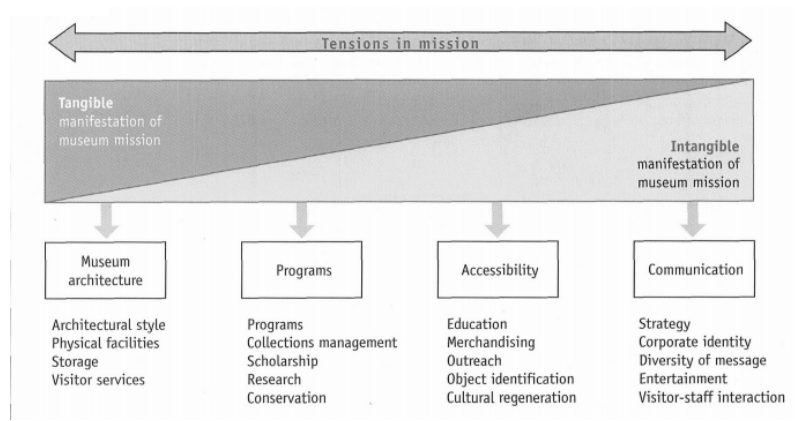 Tensions in mission
Tangible
manifestation of
museum mission
Intangible
manifestation of
museum mission
Museum
architecture
Programs
Accessibility
Communication
Architectural style
Physical facilities
Storage
Visitor services
Programs
Collections management
Scholarship
Research
Conservation
Education
Merchandising
Outreach
Object identification
Cultural regeneration
Strategy
Corporate identity
Diversity of message
Entertainment
Visitor-staff interaction